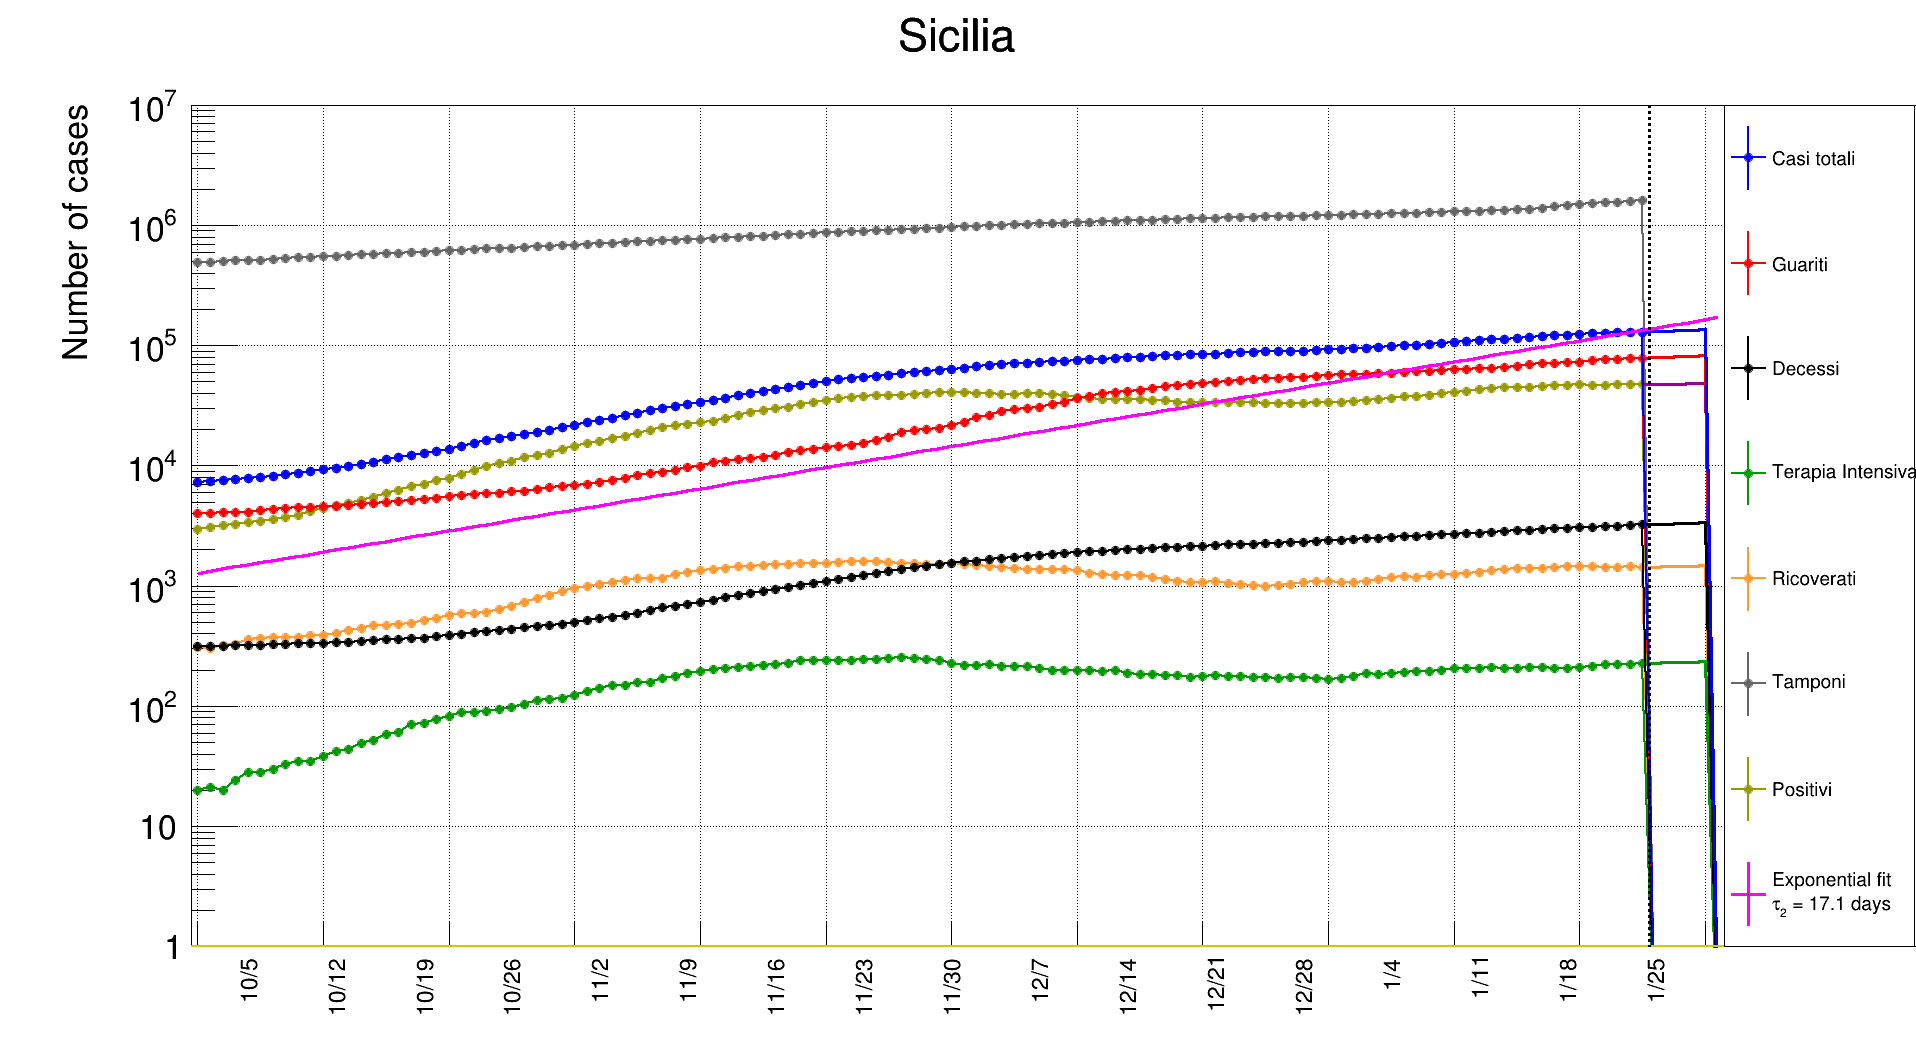 Sicilia
Number of cases
10^7
10^6
10^5
10^4
10^3
10^2
10
1
10/5
10/12
10/19
10/26
11/2
11/9
11/16
11/23
11/30
12/7
12/14
12/21
12/28
1/4
1/11
1/18
1/25
Casi totali
Guariti
Decessi
Terapia Intensiva
Ricoverati
Tamponi
Positivi
Exponential fit
τ_2 = 17.1 days